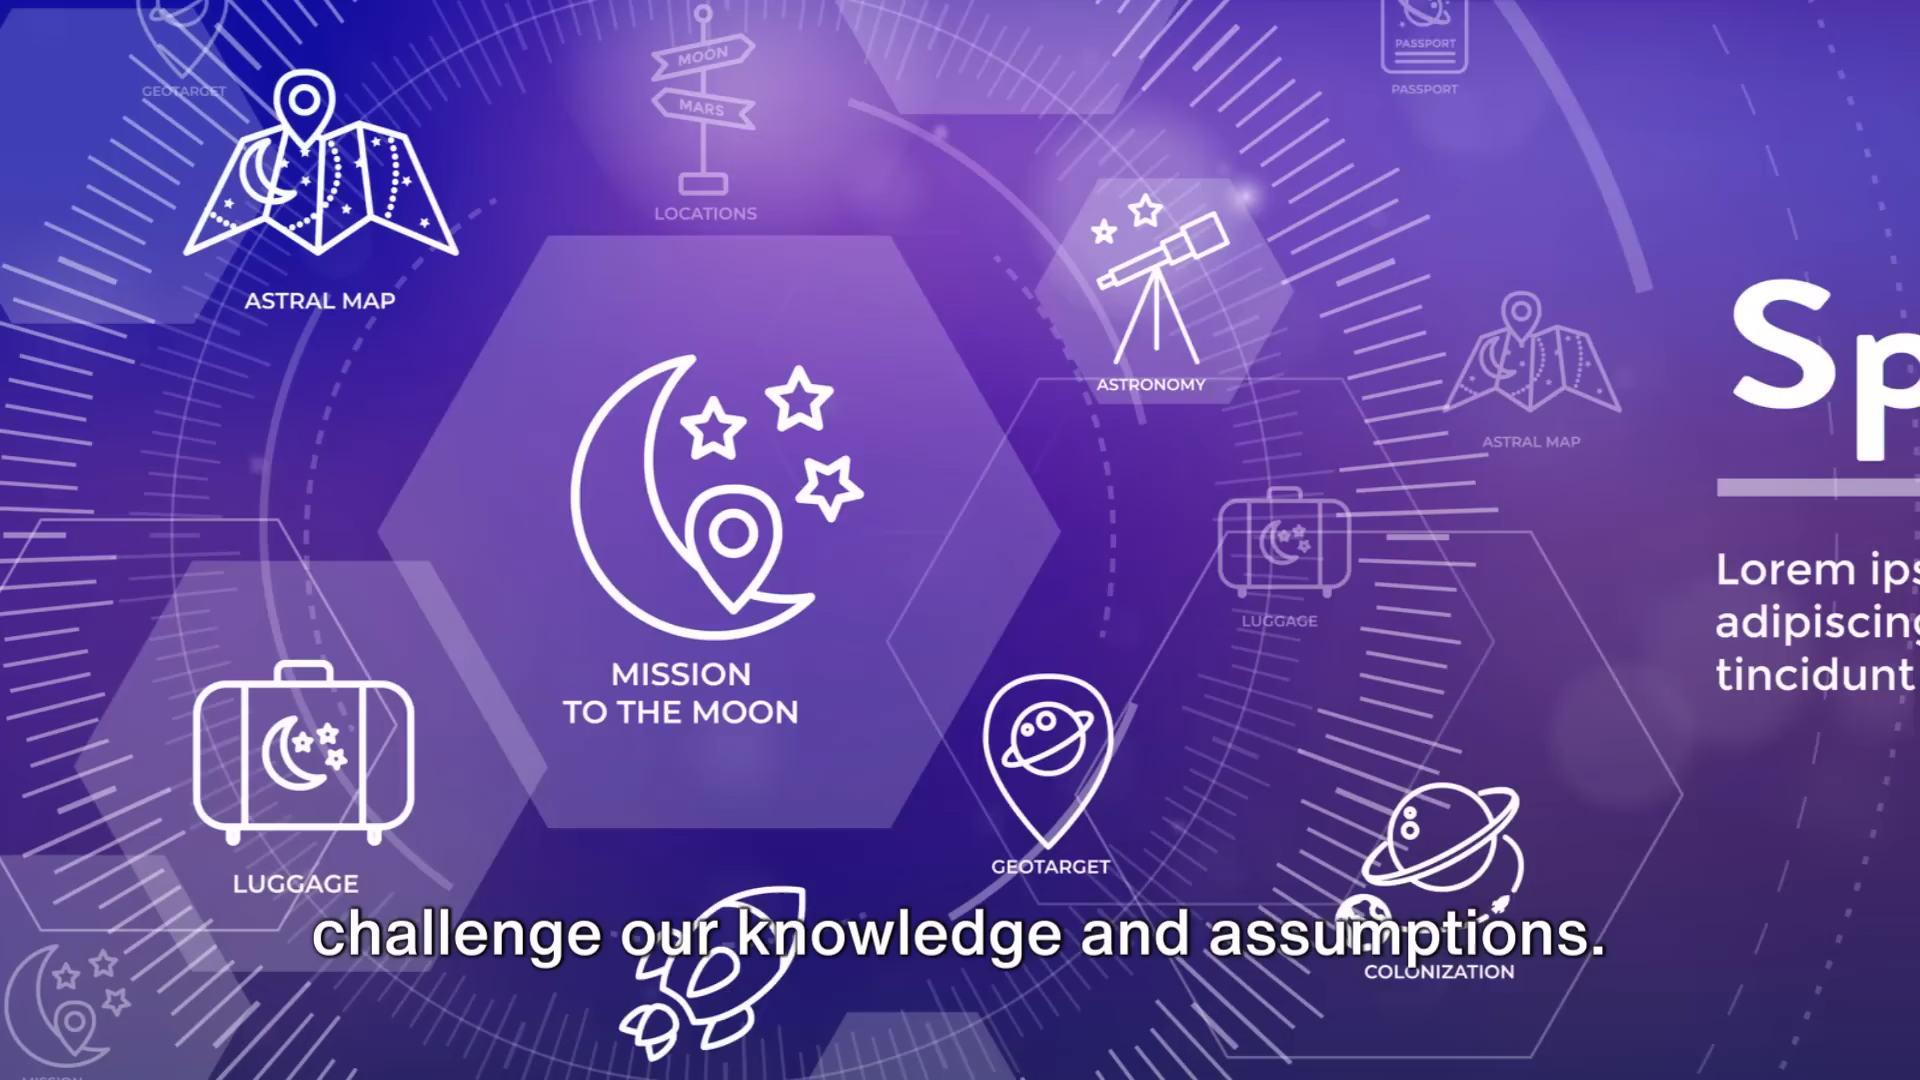 GEOTARGET
MOON
MARS
LOCATIONS
PASSPORT
PASSPORT
ASTRAL MAP
ASTRONOMY
ASTRAL MAP
Sp
LUGGAGE
Lorem ips
adipiscing
tincidunt
MISSION
TO THE MOON
GEOTARGET
LUGGAGE
challenge our knowledge and assumptions.
COLONIZATION
MISSION